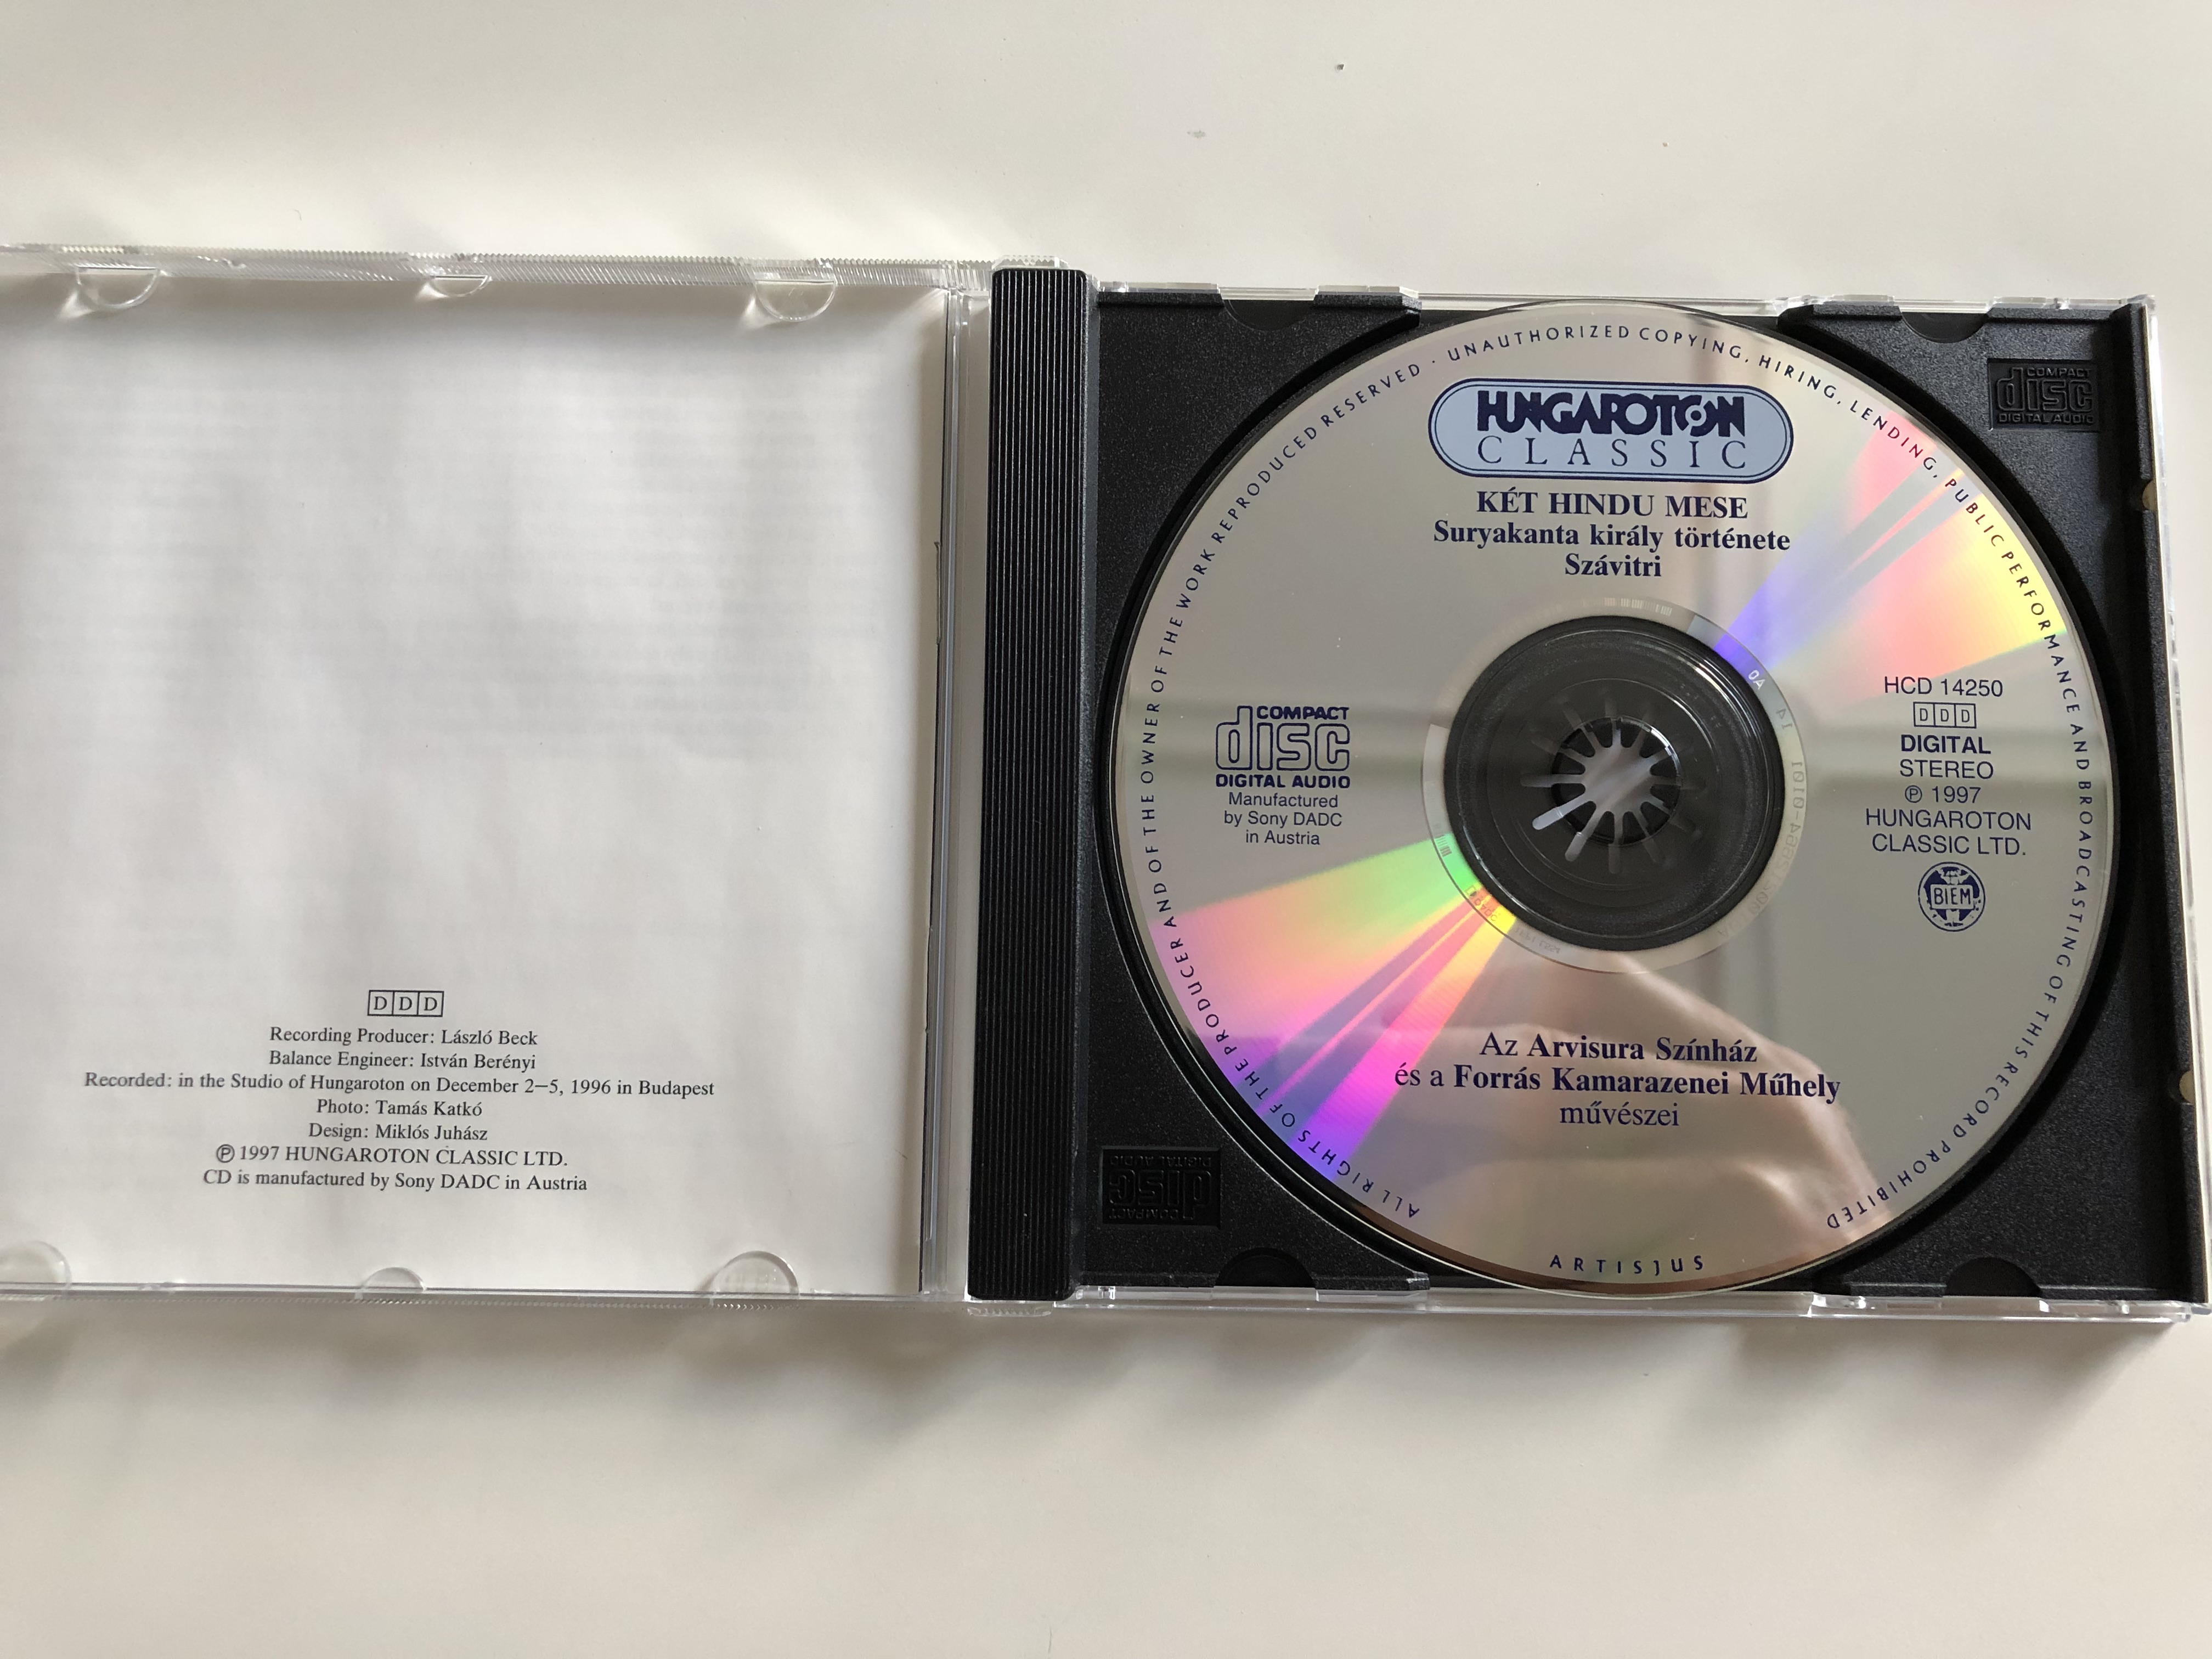 D D D
Recording Producer: László Beck
Balance Engineer: István Berényi
Recorded: in the Studio of Hungaroton on December 2–5, 1996 in Budapest
Photo: Tamás Katkó
Design: Miklós Juhász
℗ 1997 HUNGAROTON CLASSIC LTD.
CD is manufactured by Sony DADC in Austria
ALL RIGHTS OF THE PRODUCER AND OF THE OWNER OF THE WORK REPRODUCED RESERVED · UNAUTHORIZED COPYING, HIRING, LENDING, PUBLIC PERFORMANCE AND BROADCASTING OF THIS RECORD PROHIBITED
HUNGAROTON
CLASSIC
KÉT HINDU MESE
Suryakanta király története
Szávitri
COMPACT
disc
DIGITAL AUDIO
Manufactured
by Sony DADC
in Austria
HCD 14250
D D D
DIGITAL
STEREO
℗ 1997
HUNGAROTON
CLASSIC LTD.
BIEM
Az Arvisura Színház
és a Forrás Kamarazenei Műhely
művészei
ARTISJUS
COMPACT
disc
DIGITAL AUDIO
COMPACT
disc
DIGITAL AUDIO